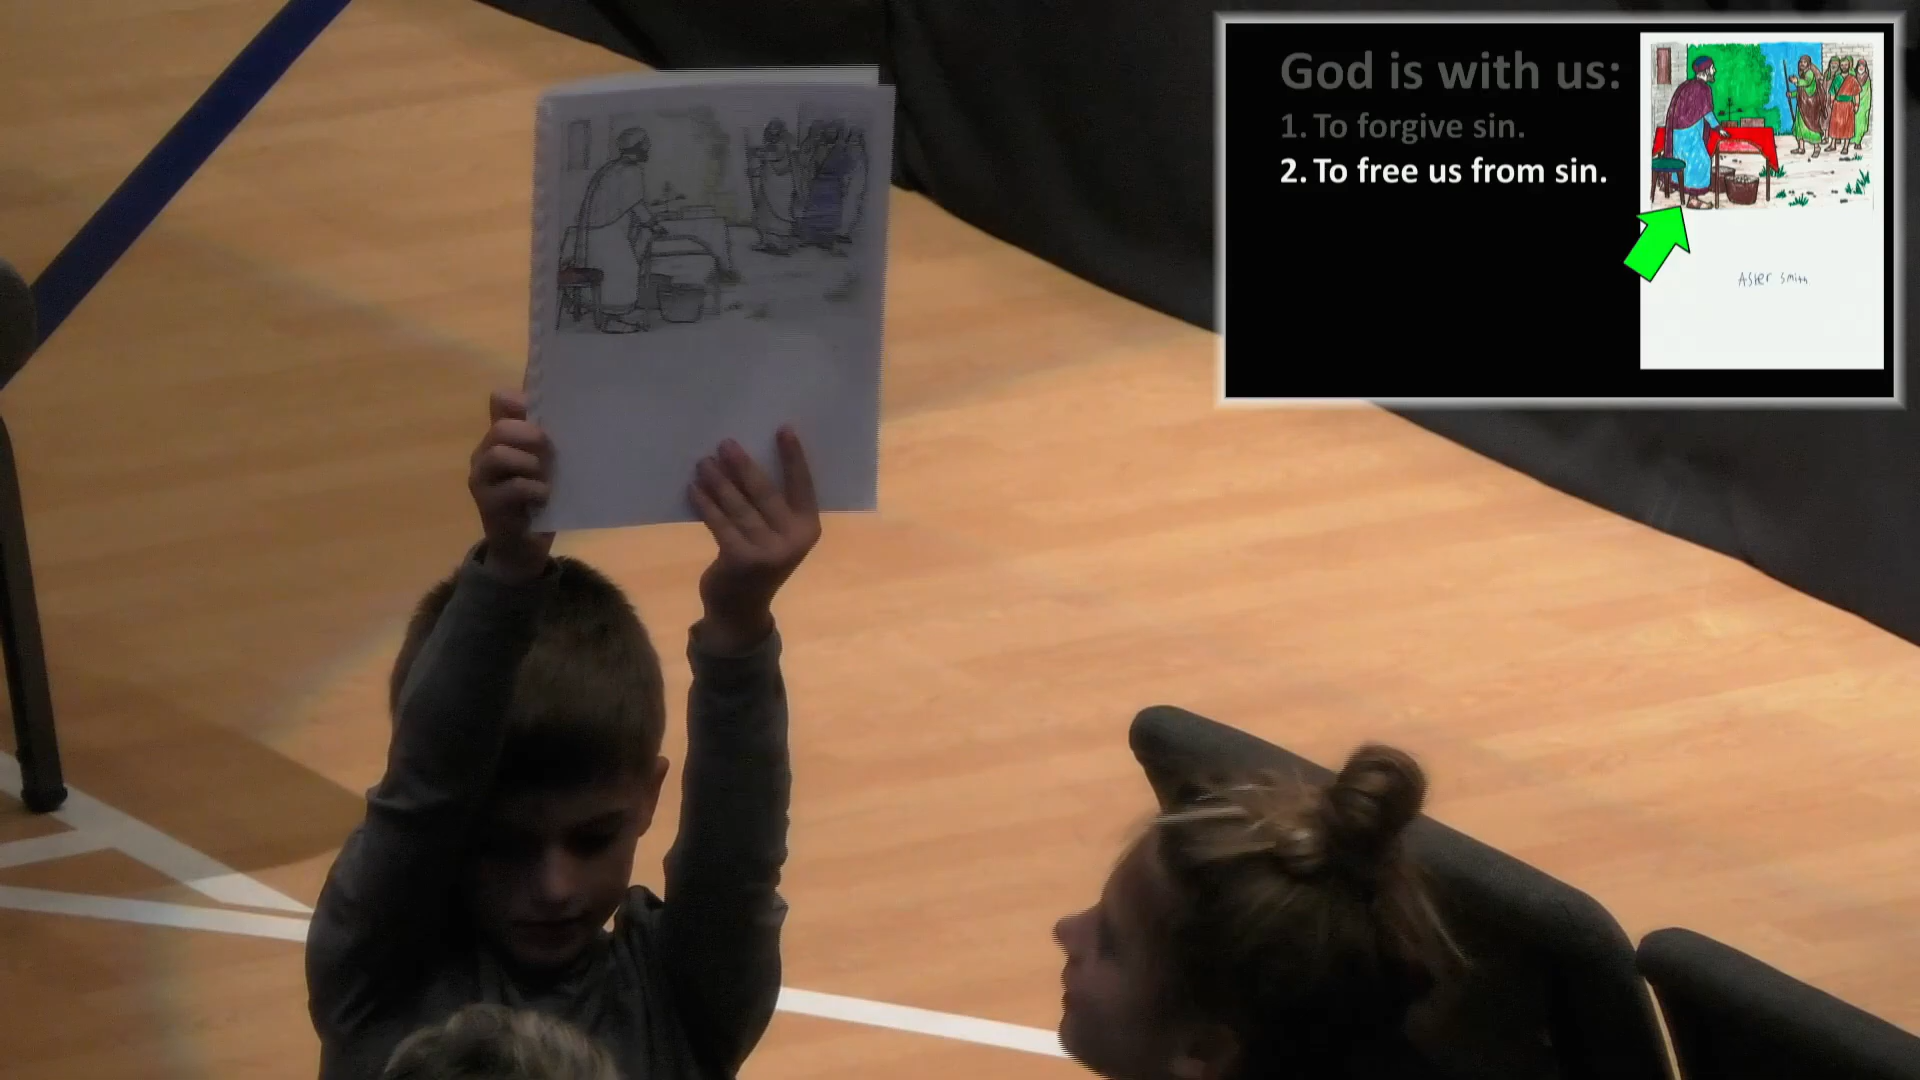 God is with us:
1. To forgive sin.
2. To free us from sin.
Aster Smith